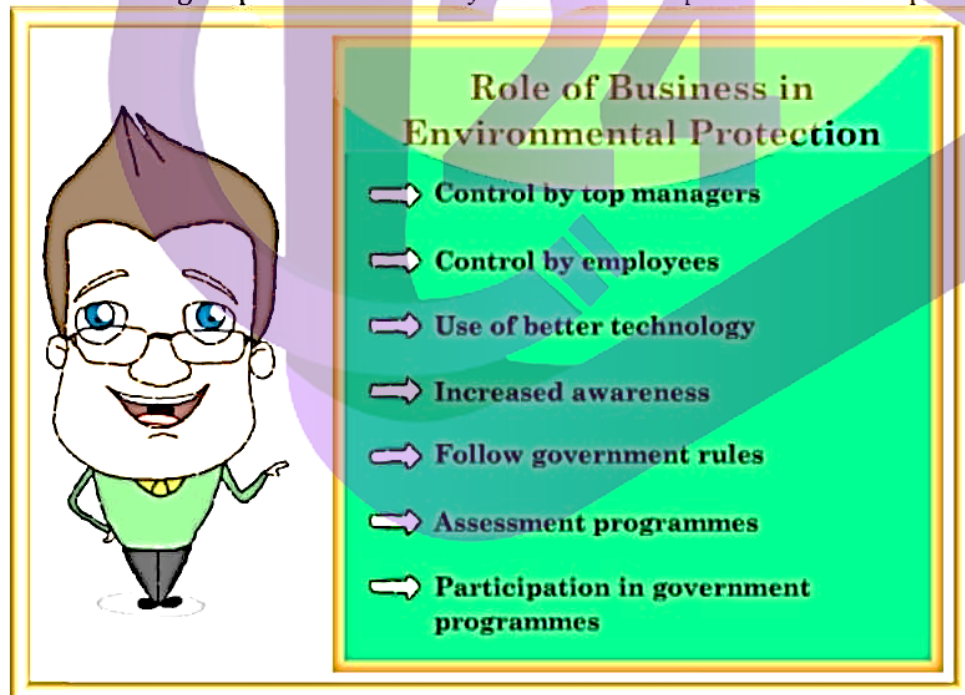 24
Role of Business in
Environmental Protection
Control by top managers
Control by employees
Use of better technology
Increased awareness
Follow government rules
Assessment programmes
Participation in government
programmes